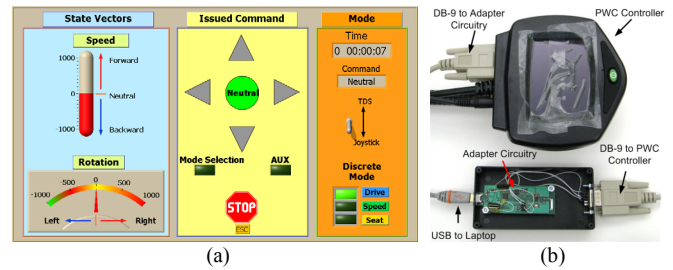 State Vectors
Speed
1000
Forward
0
Neutral
-1000
Backward
Rotation
-1000
-500
0
500
1000
Left
Right
Issued Command
Neutral
Mode Selection
AUX
STOP
ESC
Mode
Time
0 00:00:07
Command
Neutral
TDS
Joystick
Discrete
Mode
Drive
Speed
Seat
(a)
DB-9 to Adapter
Circuitry
PWC Controller
Adapter Circuitry
DB-9 to PWC
Controller
USB to Laptop
(b)